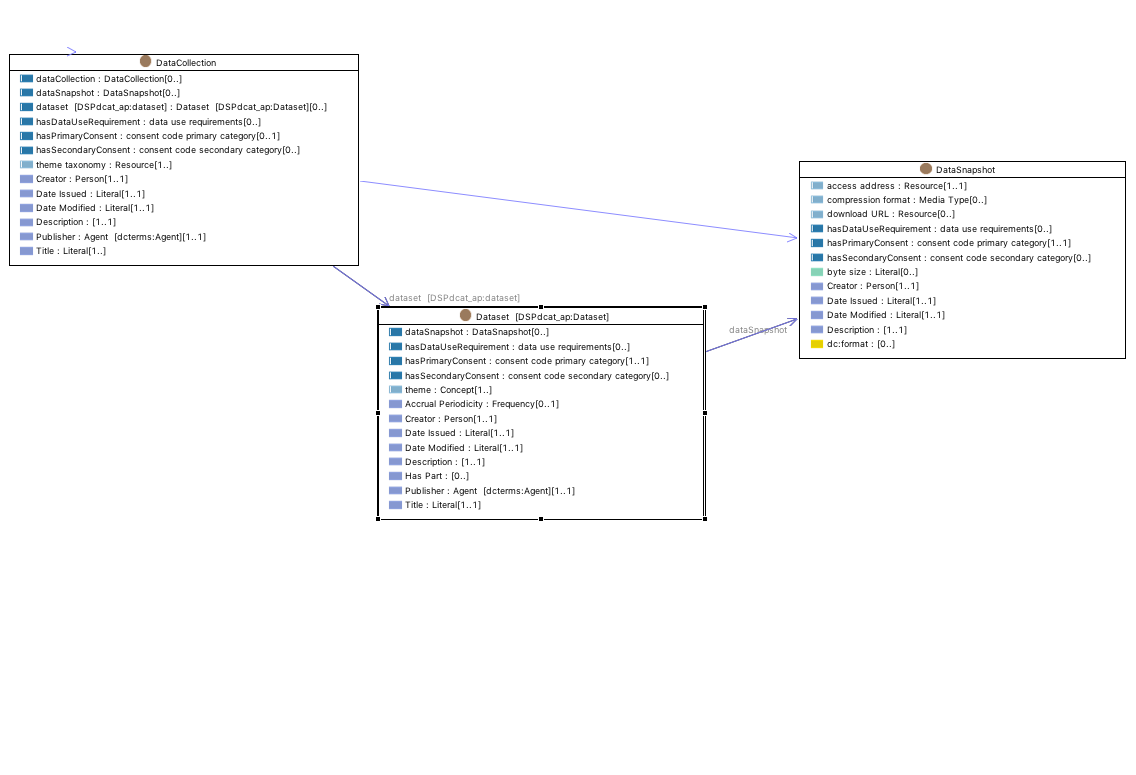 DataCollection
dataCollection : DataCollection[0..]
dataSnapshot : DataSnapshot[0..]
dataset [DSPdcat_ap:dataset] : Dataset [DSPdcat_ap:Dataset][0..]
hasDataUseRequirement : data use requirements[0..]
hasPrimaryConsent : consent code primary category[0..1]
hasSecondaryConsent : consent code secondary category[0..]
theme taxonomy : Resource[1..]
Creator : Person[1..1]
Date Issued : Literal[1..1]
Date Modified : Literal[1..1]
Description : [1..1]
Publisher : Agent [dcterms:Agent][1..1]
Title : Literal[1..]
DataSnapshot
access address : Resource[1..1]
compression format : Media Type[0..]
download URL : Resource[0..]
hasDataUseRequirement : data use requirements[0..]
hasPrimaryConsent : consent code primary category[1..1]
hasSecondaryConsent : consent code secondary category[0..]
byte size : Literal[0..]
Creator : Person[1..1]
Date Issued : Literal[1..1]
Date Modified : Literal[1..1]
Description : [1..1]
dc:format : [0..]
dataset [DSPdcat_ap:dataset]
dataSnapshot
Dataset [DSPdcat_ap:Dataset]
dataSnapshot : DataSnapshot[0..]
hasDataUseRequirement : data use requirements[0..]
hasPrimaryConsent : consent code primary category[1..1]
hasSecondaryConsent : consent code secondary category[0..]
theme : Concept[1..]
Accrual Periodicity : Frequency[0..1]
Creator : Person[1..1]
Date Issued : Literal[1..1]
Date Modified : Literal[1..1]
Description : [1..1]
Has Part : [0..]
Publisher : Agent [dcterms:Agent][1..1]
Title : Literal[1..1]